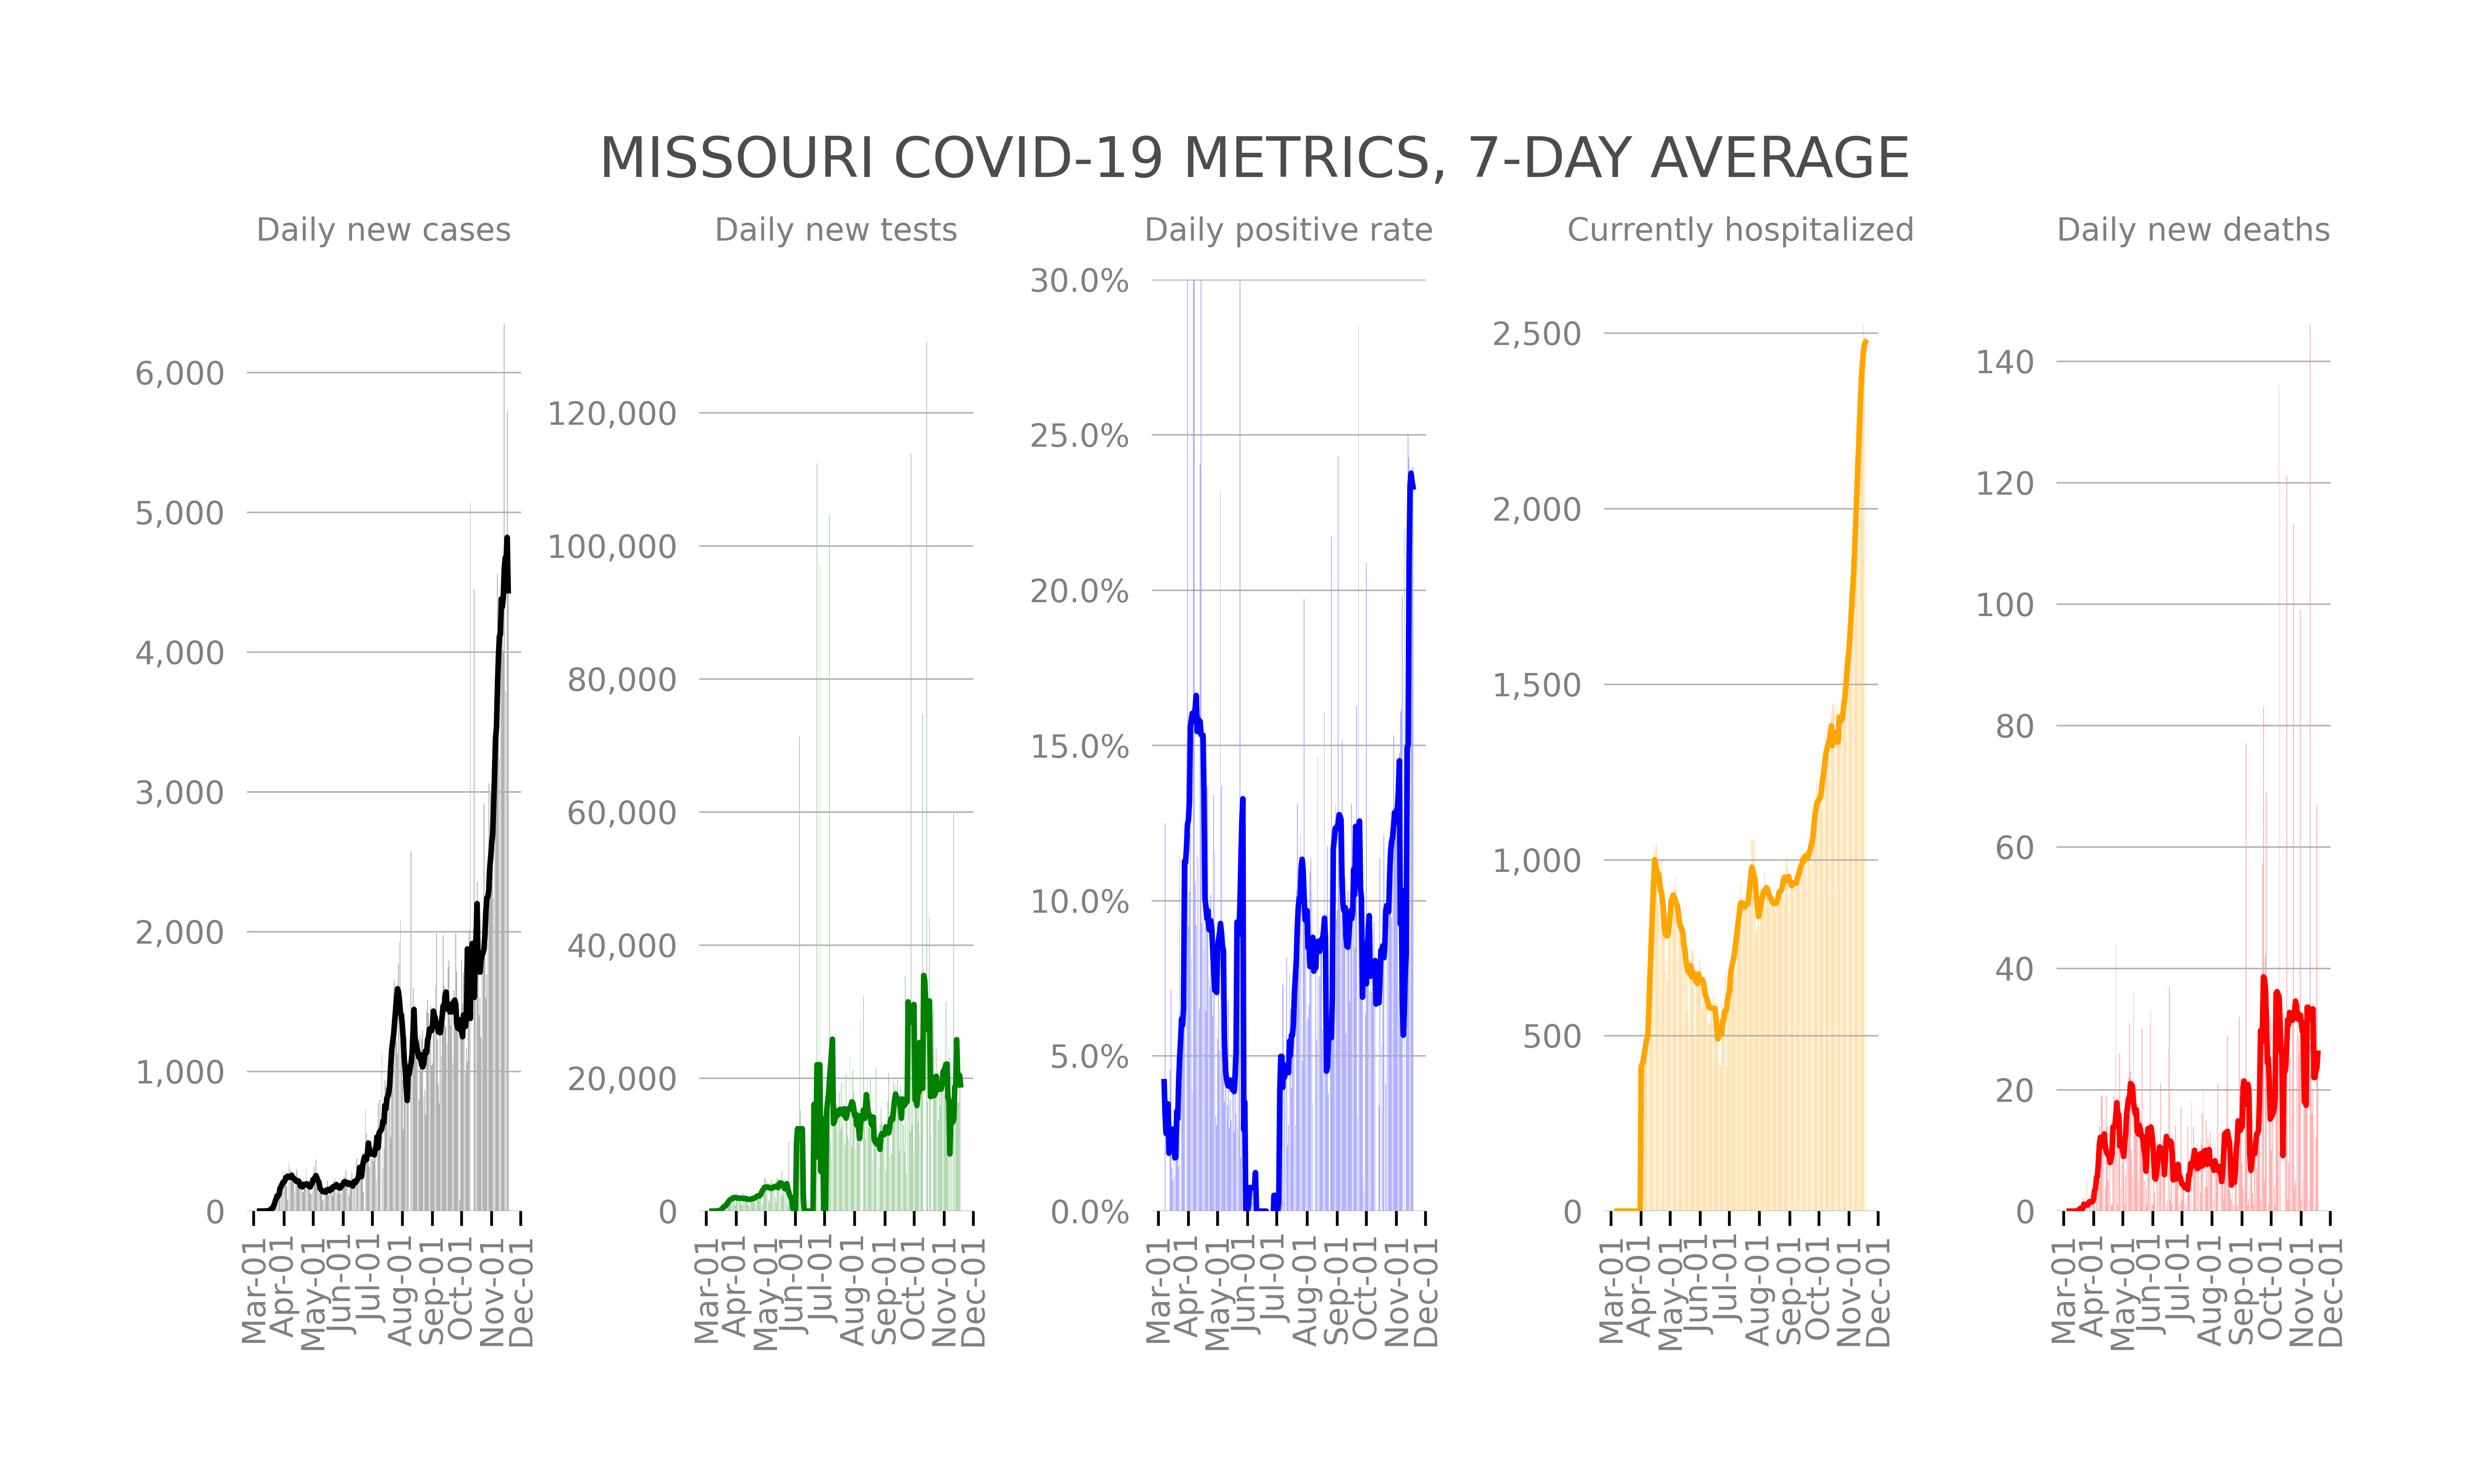 MISSOURI COVID-19 METRICS, 7-DAY AVERAGE
Daily new cases
6,000
5,000
4,000
3,000
2,000
1,000
0
Mar-01
Apr-01
May-01
Jun-01
Jul-01
Aug-01
Sep-01
Oct-01
Nov-01
Dec-01
Daily new tests
120,000
100,000
80,000
60,000
40,000
20,000
0
Mar-01
Apr-01
May-01
Jun-01
Jul-01
Aug-01
Sep-01
Oct-01
Nov-01
Dec-01
Daily positive rate
30.0%
25.0%
20.0%
15.0%
10.0%
5.0%
0.0%
Mar-01
Apr-01
May-01
Jun-01
Jul-01
Aug-01
Sep-01
Oct-01
Nov-01
Dec-01
Currently hospitalized
2,500
2,000
1,500
1,000
500
0
Mar-01
Apr-01
May-01
Jun-01
Jul-01
Aug-01
Sep-01
Oct-01
Nov-01
Dec-01
Daily new deaths
140
120
100
80
60
40
20
0
Mar-01
Apr-01
May-01
Jun-01
Jul-01
Aug-01
Sep-01
Oct-01
Nov-01
Dec-01